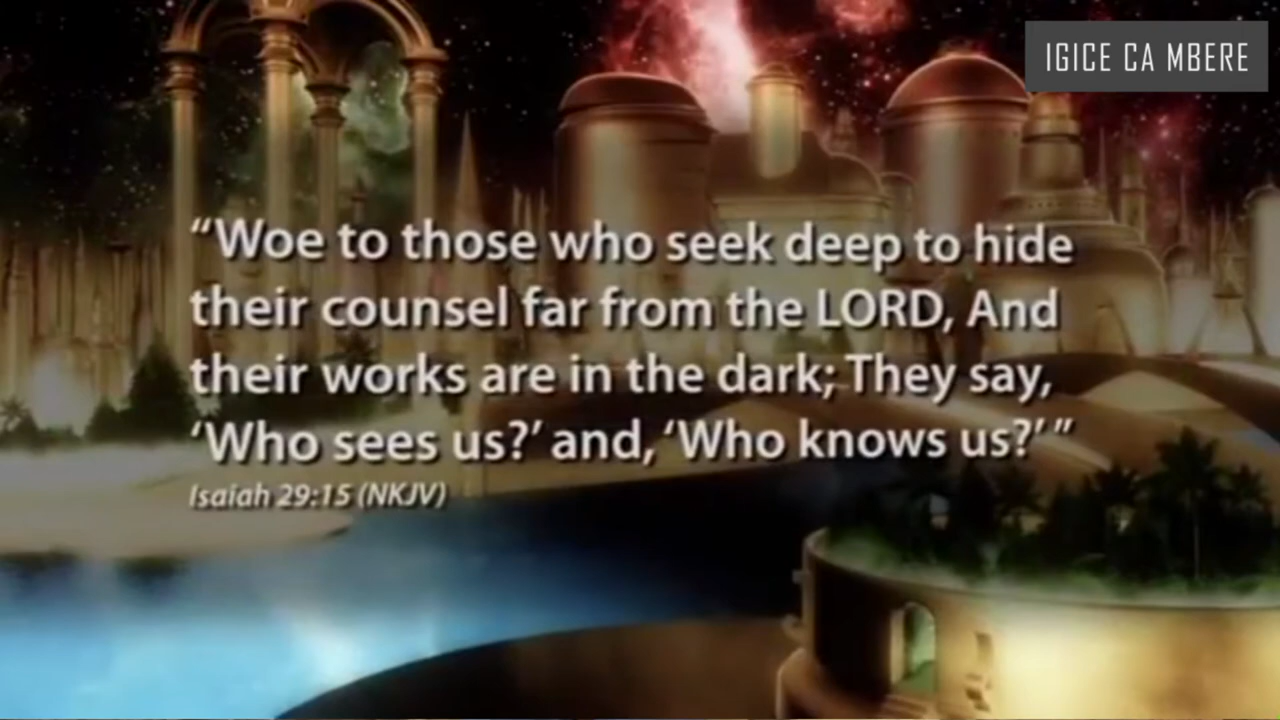 IGICE CA MBERE
“Woe to those who seek deep to hide
their counsel far from the LORD, And
their works are in the dark; They say,
‘Who sees us?’ and, ‘Who knows us?’ ”
Isaiah 29:15 (NKJV)